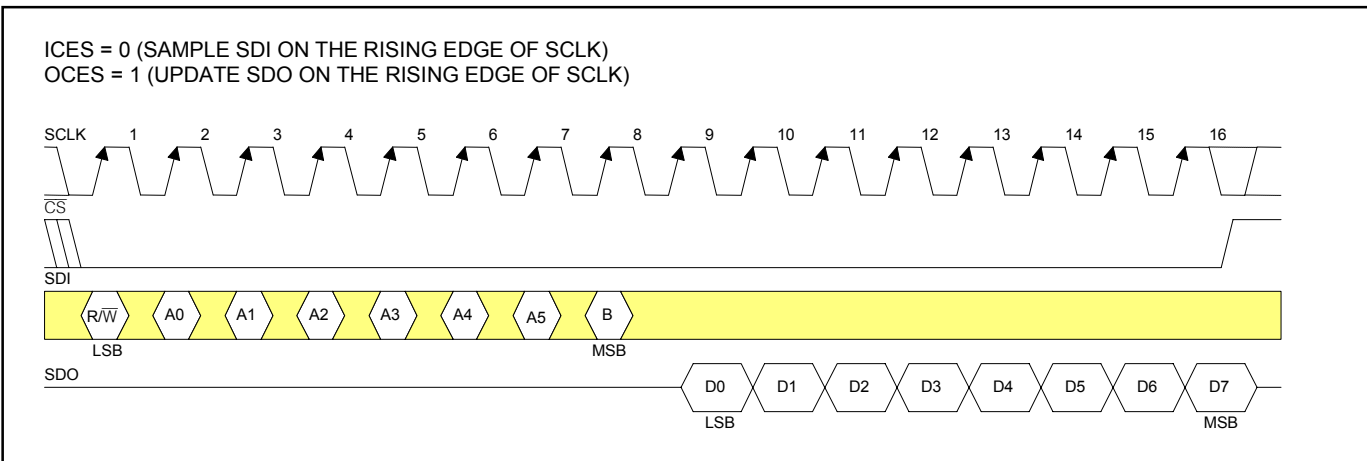 ICES = 0 (SAMPLE SDI ON THE RISING EDGE OF SCLK)
OCES = 1 (UPDATE SDO ON THE RISING EDGE OF SCLK)
SCLK 1 2 3 4 5 6 7 8 9 10 11 12 13 14 15 16
C̅S̅
SDI
R/W̅ A0 A1 A2 A3 A4 A5 B
LSB MSB
SDO
D0 D1 D2 D3 D4 D5 D6 D7
LSB MSB